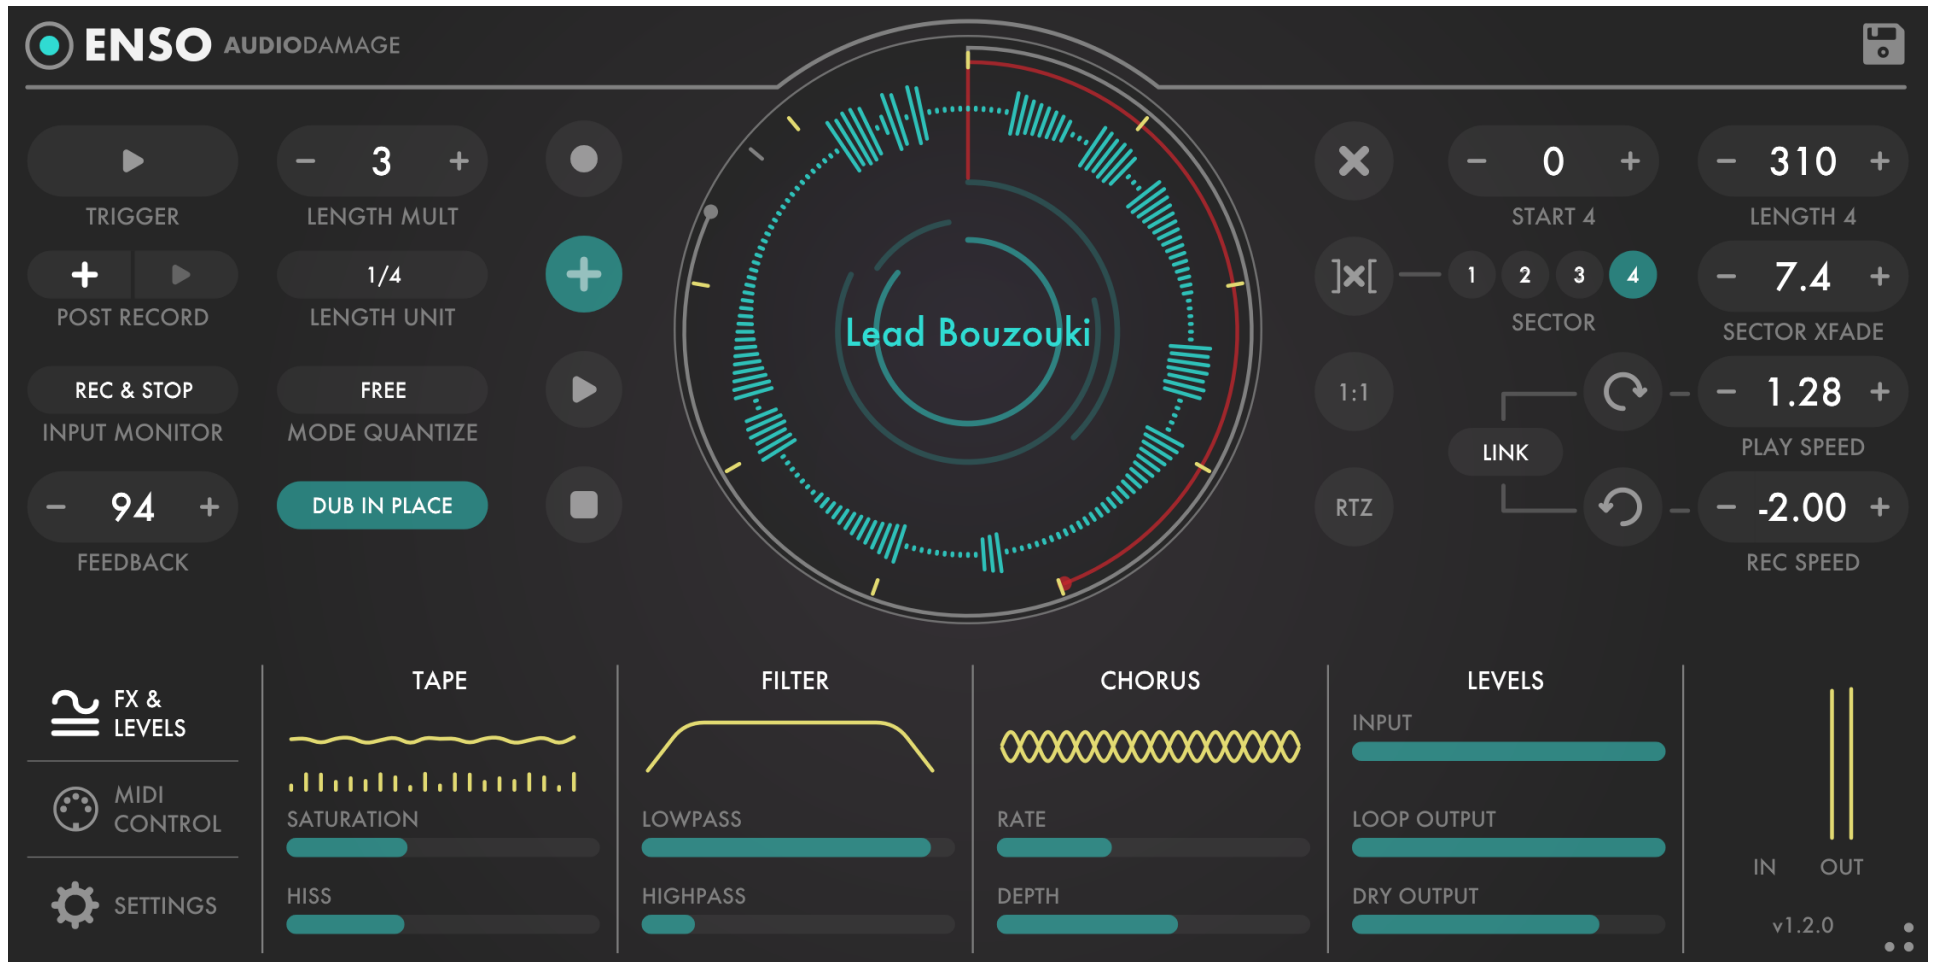 ENSO AUDIODAMAGE
TRIGGER
- 3 +
LENGTH MULT
POST RECORD
1/4
LENGTH UNIT
REC & STOP
INPUT MONITOR
FREE
MODE QUANTIZE
- 94 +
FEEDBACK
DUB IN PLACE
Lead Bouzouki
- 0 +
START 4
- 310 +
LENGTH 4
]x[
1 2 3 4
SECTOR
- 7.4 +
SECTOR XFADE
1:1
LINK
- 1.28 +
PLAY SPEED
RTZ
- -2.00 +
REC SPEED
FX &
LEVELS
MIDI
CONTROL
SETTINGS
TAPE
SATURATION
HISS
FILTER
LOWPASS
HIGHPASS
CHORUS
RATE
DEPTH
LEVELS
INPUT
LOOP OUTPUT
DRY OUTPUT
IN OUT
v1.2.0